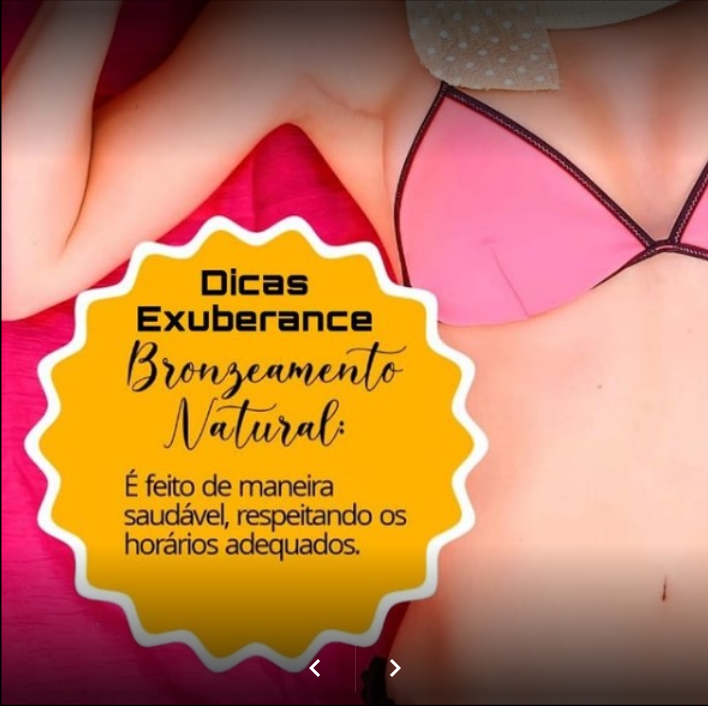 Dicas
Exuberance
Bronzeamento
Natural:
É feito de maneira
saudável, respeitando os
horários adequados.